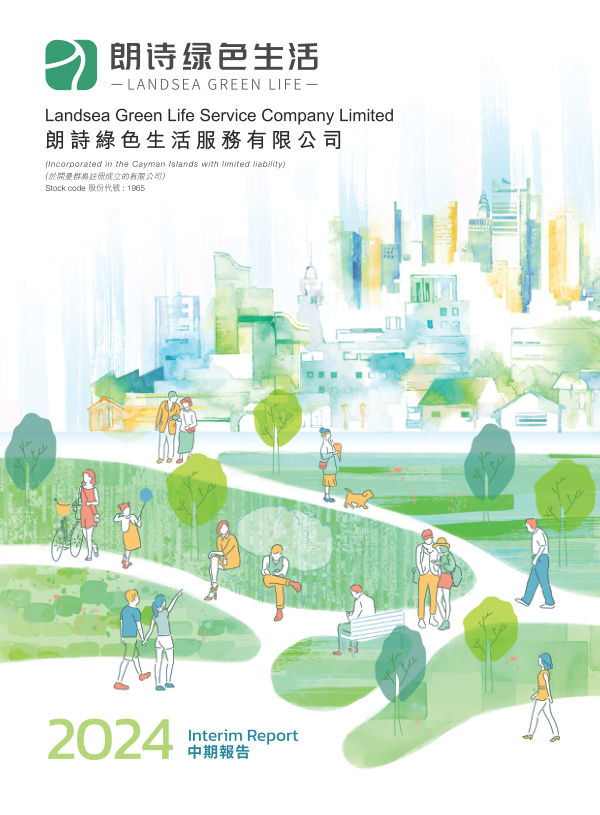 朗诗绿色生活
LANDSEA GREEN LIFE
Landsea Green Life Service Company Limited
朗詩綠色生活服務有限公司
(Incorporated in the Cayman Islands with limited liability)
(於開曼群島註冊成立的有限公司)
Stock code 股份代號 : 1965
2024
Interim Report
中期報告